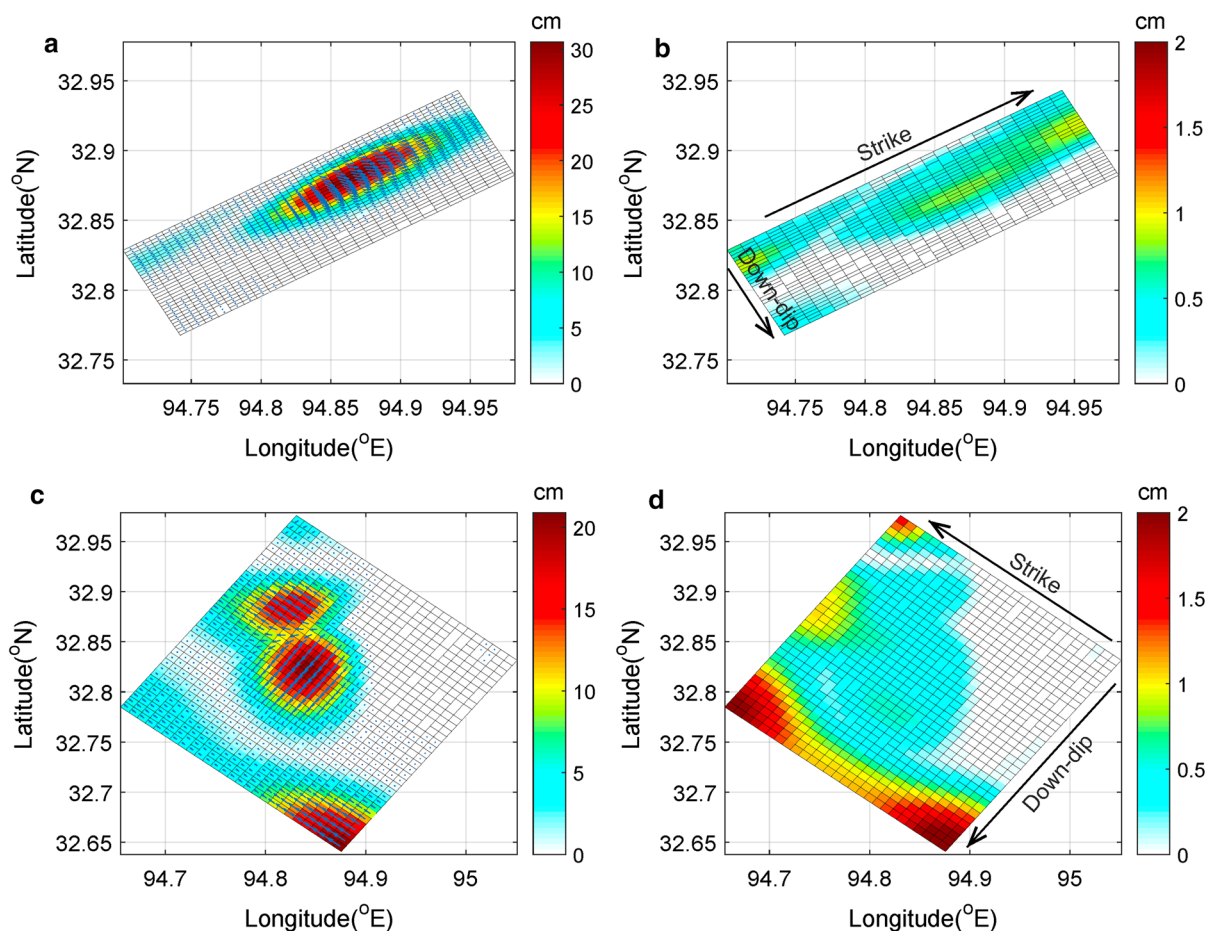 a
cm
32.95
32.9
32.85
32.8
32.75
Latitude(°N)
94.75 94.8 94.85 94.9 94.95
Longitude(°E)
30
25
20
15
10
5
0
b
cm
32.95
32.9
32.85
32.8
32.75
Latitude(°N)
Strike
Down-dip
94.75 94.8 94.85 94.9 94.95
Longitude(°E)
2
1.5
1
0.5
0
c
cm
32.95
32.9
32.85
32.8
32.75
32.7
32.65
Latitude(°N)
94.7 94.8 94.9 95
Longitude(°E)
20
15
10
5
0
d
cm
32.95
32.9
32.85
32.8
32.75
32.7
32.65
Latitude(°N)
Strike
Down-dip
94.7 94.8 94.9 95
Longitude(°E)
2
1.5
1
0.5
0